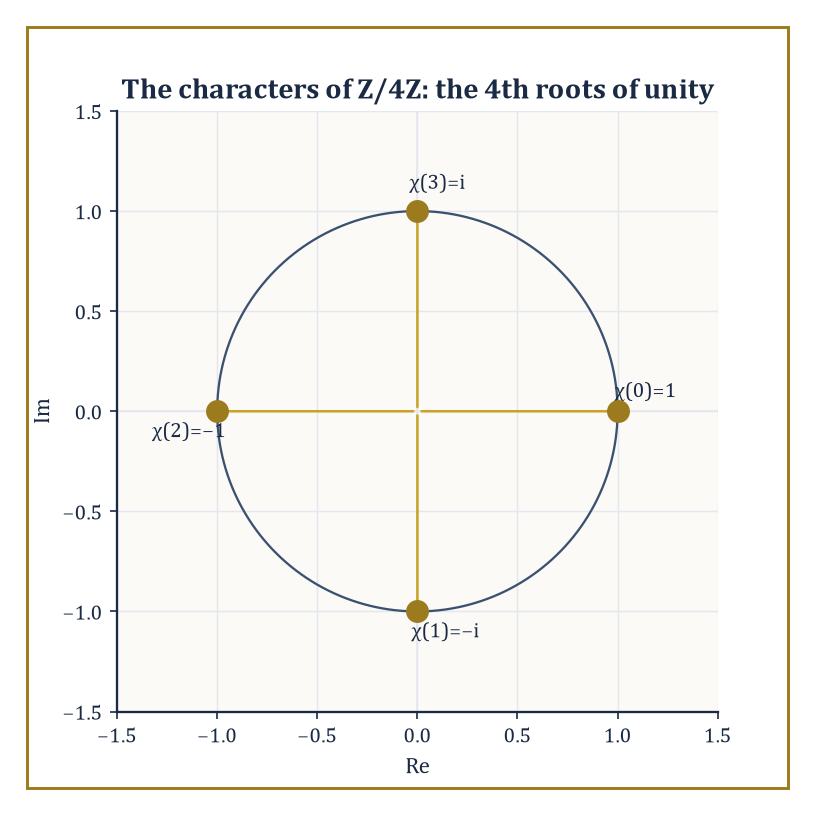 The characters of Z/4Z: the 4th roots of unity
1.5
χ(3)=i
1.0
0.5
χ(0)=1
0.0
Im
χ(2)=−1
−0.5
−1.0
χ(1)=−i
−1.5
−1.5 −1.0 −0.5 0.0 0.5 1.0 1.5
Re